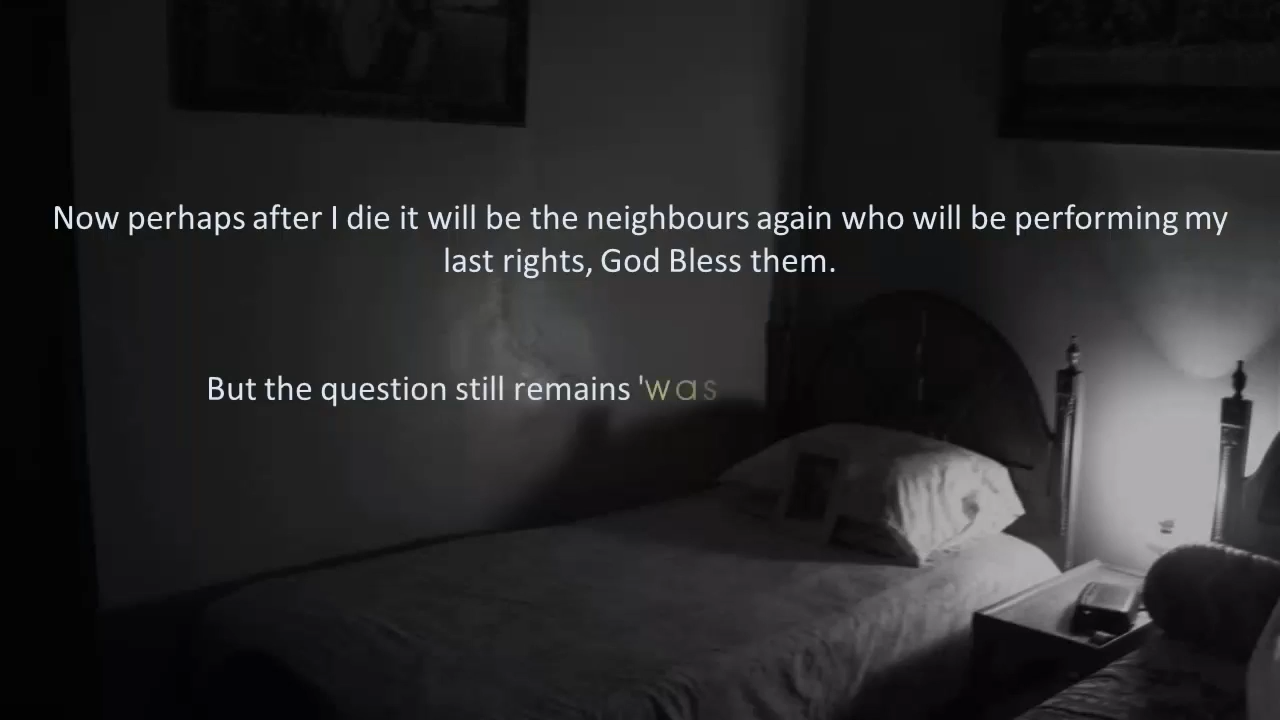 Now perhaps after I die it will be the neighbours again who will be performing my
last rights, God Bless them.
But the question still remains 'was